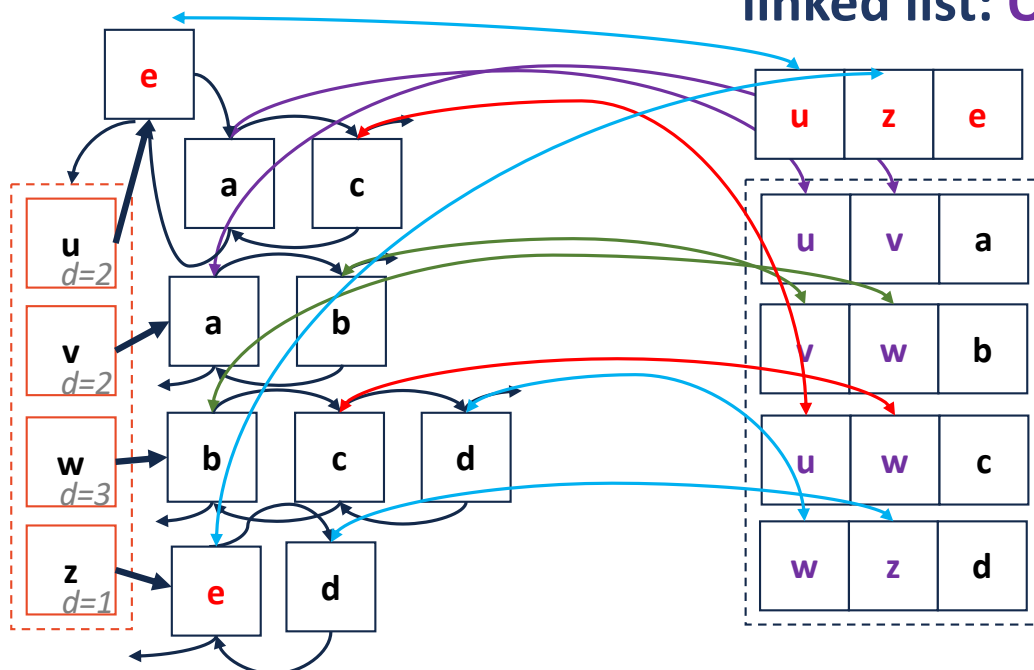 linked list:
e
u z e
a c
u
d=2
u v a
a b
v
d=2
v w b
b c d
w
d=3
u w c
e d
z
d=1
w z d